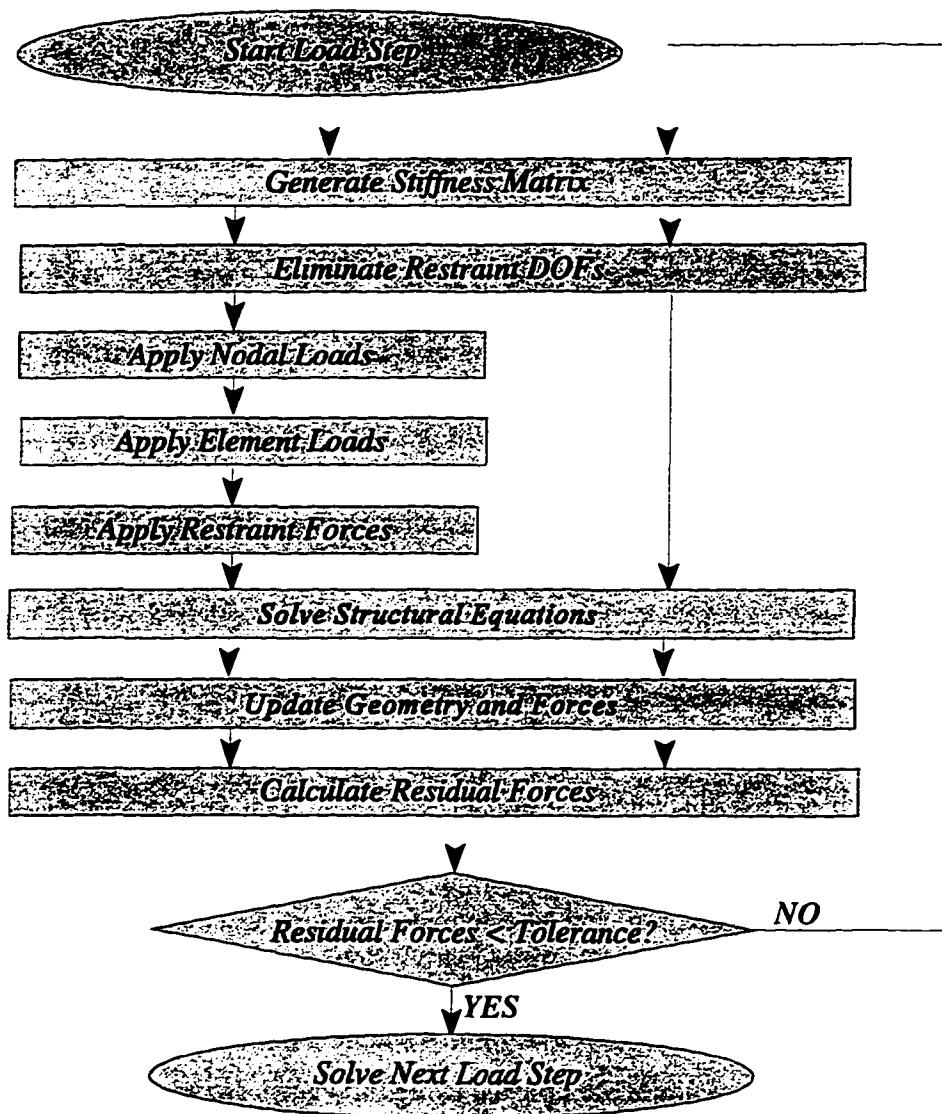 Start Load Step
Generate Stiffness Matrix
Eliminate Restraint DOFs
Apply Nodal Loads
Apply Element Loads
Apply Restraint Forces
Solve Structural Equations
Update Geometry and Forces
Calculate Residual Forces
Residual Forces < Tolerance?
NO
YES
Solve Next Load Step